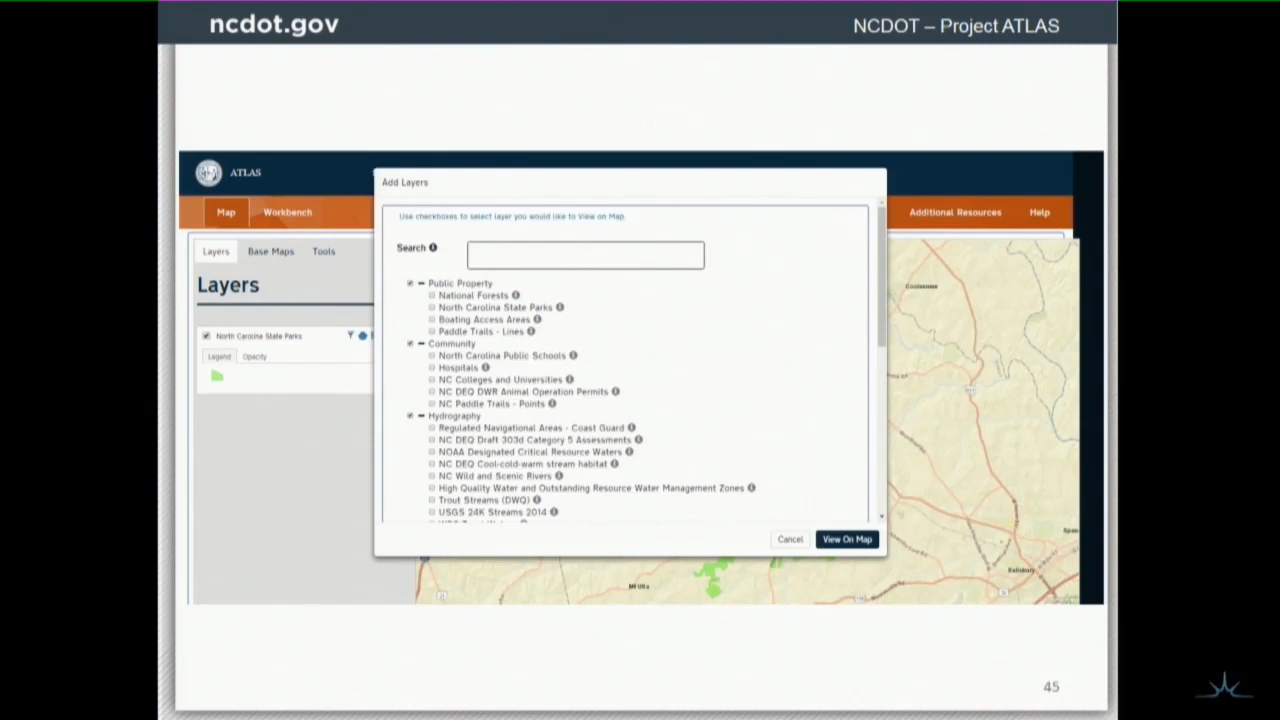 ncdot.gov
NCDOT – Project ATLAS
ATLAS
Add Layers
Map
Workbench
Additional Resources
Help
Use checkboxes to select layer you would like to View on Map.
Layers
Base Maps
Tools
Search
Layers
Public Property
National Forests
North Carolina State Parks
Boating Access Areas
Paddle Trails - Lines
Community
North Carolina Public Schools
Hospitals
NC Colleges and Universities
NC DEQ DWR Animal Operation Permits
NC Paddle Trails - Points
Hydrography
Regulated Navigational Areas - Coast Guard
NC DEQ Draft 303d Category 5 Assessments
NOAA Designated Critical Resource Waters
NC DEQ Cool-cold-warm stream habitat
NC Wild and Scenic Rivers
High Quality Water and Outstanding Resource Water Management Zones
Trout Streams (DWQ)
USGS 24K Streams 2014
North Carolina State Parks
Legend
Opacity
Cooleemee
Cancel
View On Map
Salisbury
45